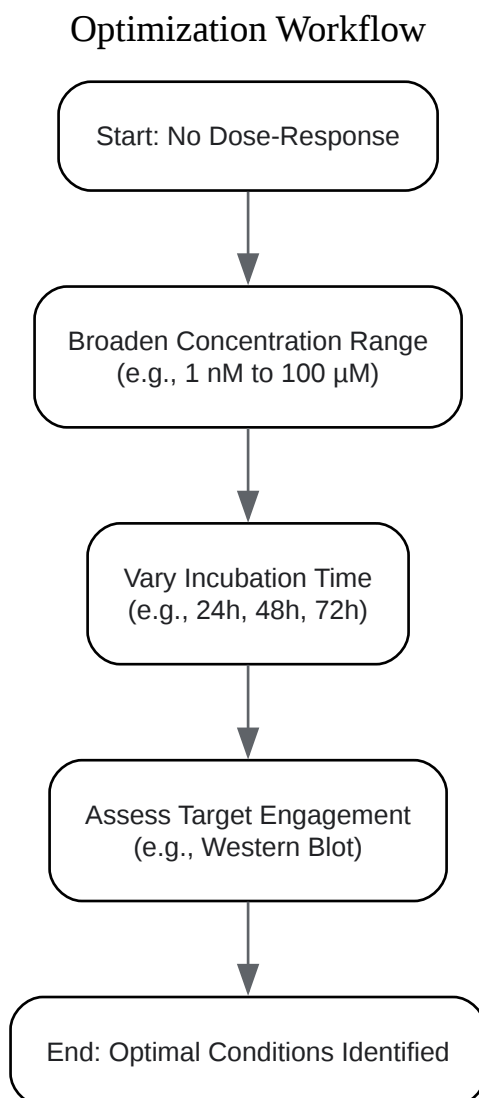 Optimization Workflow
Start: No Dose-Response
Broaden Concentration Range
(e.g., 1 nM to 100 µM)
Vary Incubation Time
(e.g., 24h, 48h, 72h)
Assess Target Engagement
(e.g., Western Blot)
End: Optimal Conditions Identified